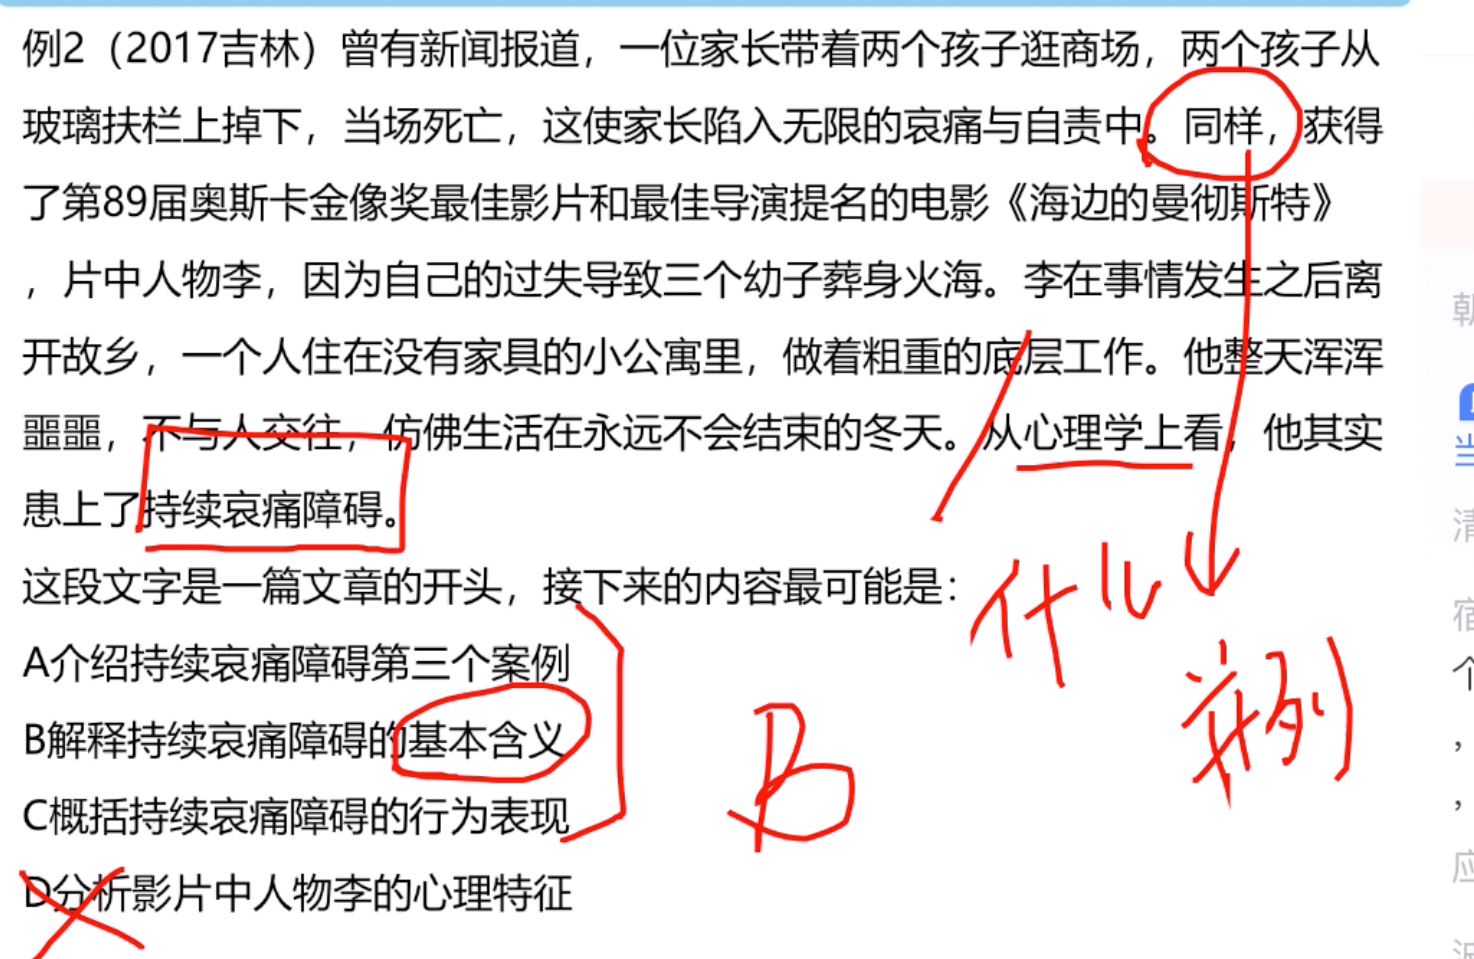 例2（2017吉林）曾有新闻报道，一位家长带着两个孩子逛商场，两个孩子从
玻璃扶栏上掉下，当场死亡，这使家长陷入无限的哀痛与自责中。同样，获得
了第89届奥斯卡金像奖最佳影片和最佳导演提名的电影《海边的曼彻斯特》
，片中人物李，因为自己的过失导致三个幼子葬身火海。李在事情发生之后离
开故乡，一个人住在没有家具的小公寓里，做着粗重的底层工作。他整天浑浑
噩噩，不与人交往，仿佛生活在永远不会结束的冬天。从心理学上看，他其实
患上了持续哀痛障碍。
这段文字是一篇文章的开头，接下来的内容最可能是：
什么
A介绍持续哀痛障碍第三个案例
B解释持续哀痛障碍的基本含义
B
C概括持续哀痛障碍的行为表现
D分析影片中人物李的心理特征
当
清
个
，
，
应